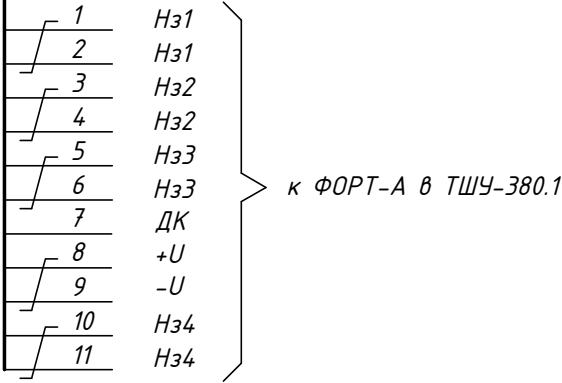 1 Нз1
2 Нз1
3 Нз2
4 Нз2
5 Нз3
6 Нз3
7 ДК
8 +U
9 -U
10 Нз4
11 Нз4
к ФОРТ-А в ТШУ-380.1